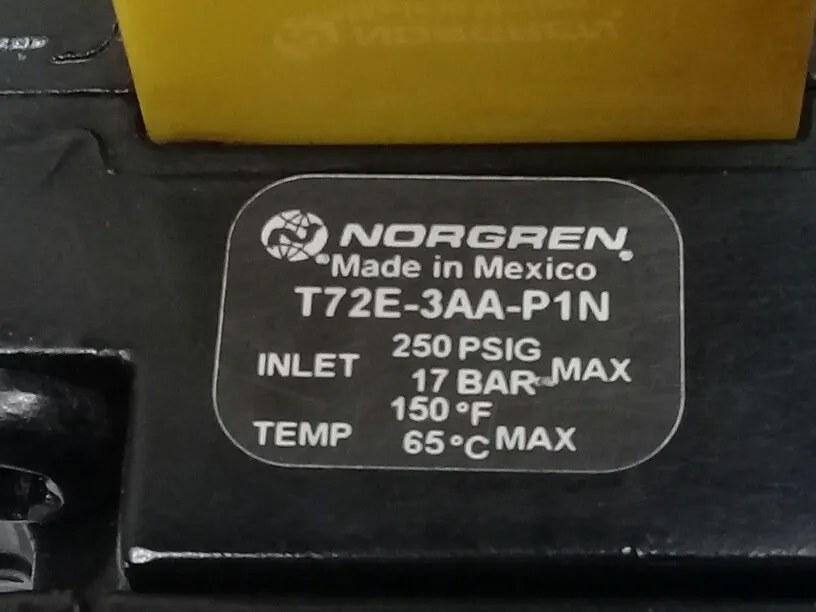 NORGREN®
®Made in Mexico
T72E-3AA-P1N
INLET 250 PSIG 17 BAR MAX
TEMP 150 °F 65 °C MAX